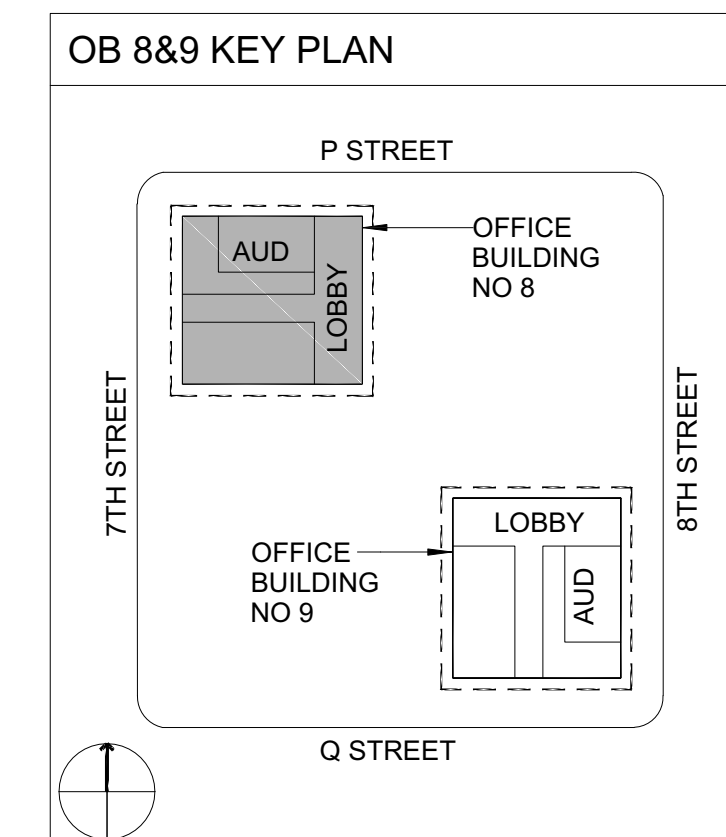 OB 8&9 KEY PLAN
P STREET
AUD
LOBBY
OFFICE
BUILDING
NO 8
7TH STREET
8TH STREET
LOBBY
AUD
OFFICE
BUILDING
NO 9
Q STREET